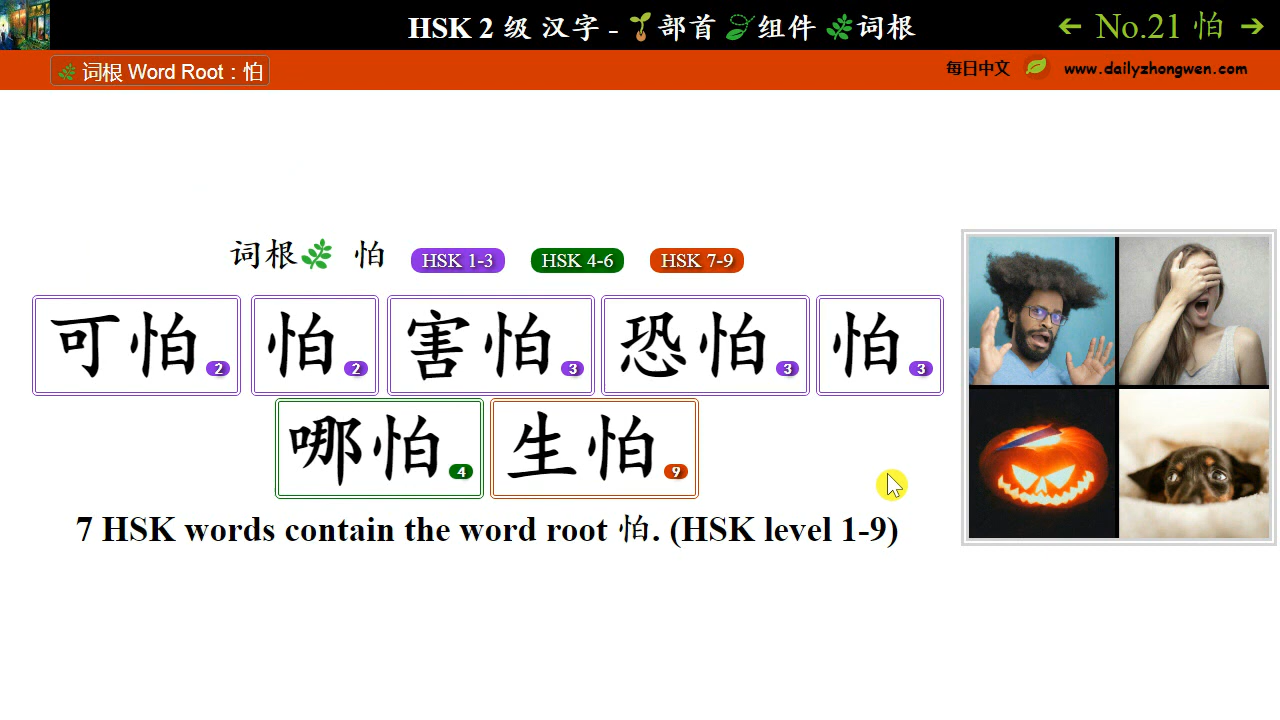 HSK 2 级 汉字 - 部首 组件 词根
← No.21 怕 →
词根 Word Root：怕
每日中文 www.dailyzhongwen.com
词根 怕 HSK 1-3 HSK 4-6 HSK 7-9
可怕 2 怕 2 害怕 3 恐怕 3 怕 3
哪怕 4 生怕 9
7 HSK words contain the word root 怕. (HSK level 1-9)